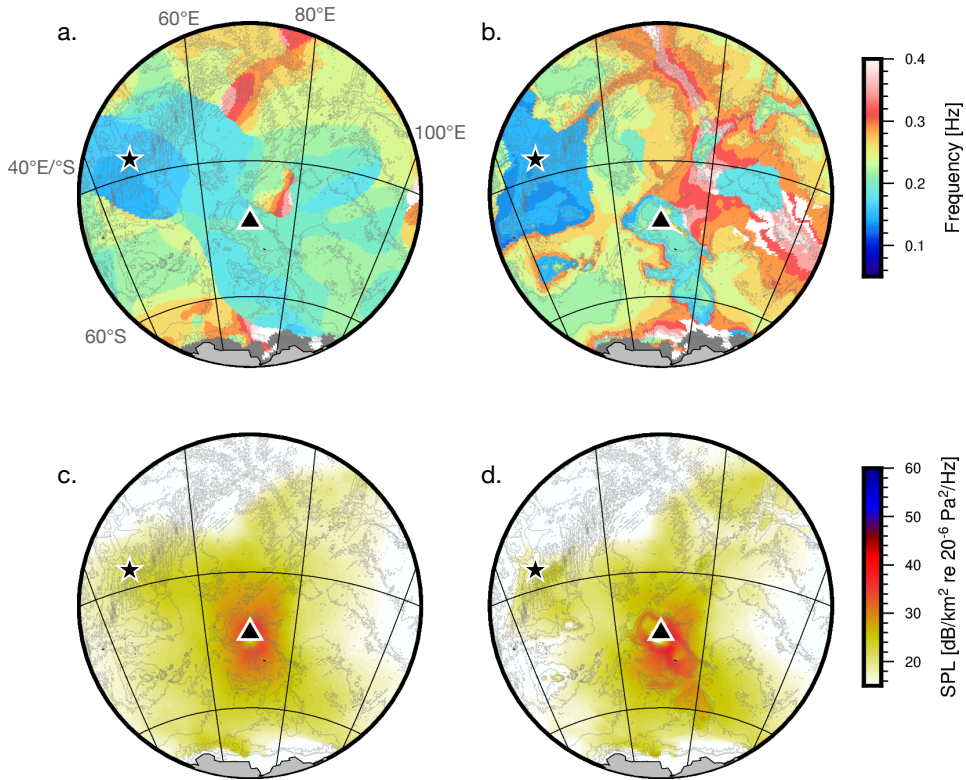 60°E 80°E
a. b.
100°E
40°E/°S
60°S
0.4
0.3
0.2
0.1
Frequency [Hz]
c. d.
60
50
40
30
20
SPL [dB/km² re 20⁻⁶ Pa²/Hz]